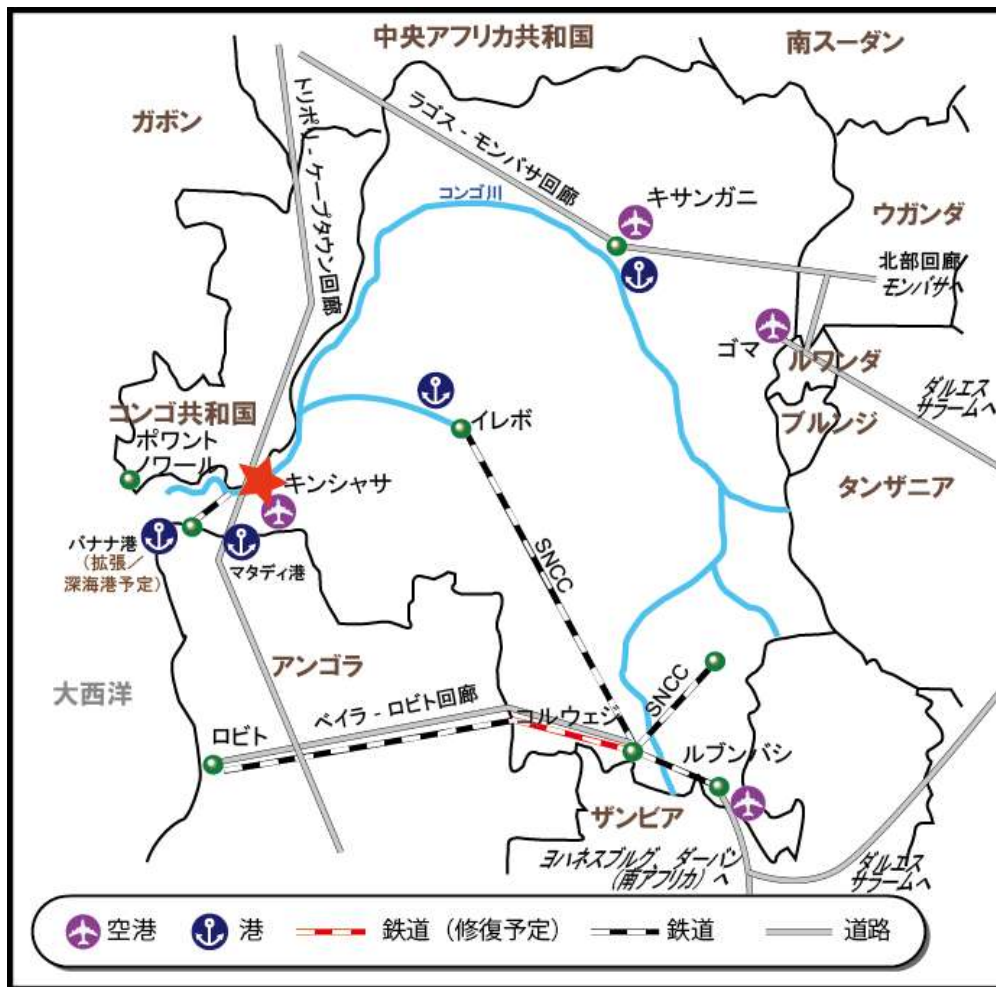 中央アフリカ共和国
南スーダン
ガボン
トリポリ - ケープタウン回廊
ラゴス - モンバサ回廊
コンゴ川
キサンガニ
ウガンダ
北部回廊
モンバサへ
ゴマ
ルワンダ
ダルエス
サラームへ
ブルンジ
コンゴ共和国
ポワント
ノワール
イレボ
キンシャサ
タンザニア
バナナ港
(拡張/
深海港予定)
マタディ港
SNCC
SNCC
アンゴラ
大西洋
ベイラ - ロビト回廊
コルウェジ
ロビト
ルブンバシ
ザンビア
ヨハネスブルグ、ダーバン
(南アフリカ)へ
ダルエス
サラームへ
空港
港
鉄道(修復予定)
鉄道
道路